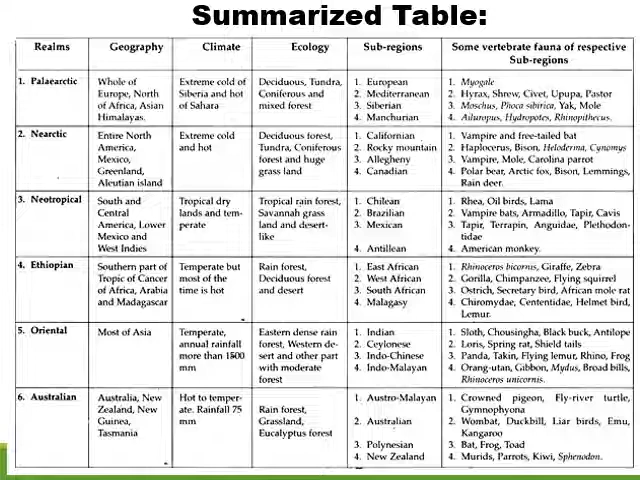 Summarized Table:
Realms Geography Climate Ecology Sub-regions Some vertebrate fauna of respective
Sub-regions
1. Palaearctic Whole of Extreme cold of Deciduous, Tundra, 1. European 1. Myogale
Europe, North Siberia and hot Coniferous and 2. Mediterranean 2. Hyrax, Shrew, Civet, Upupa, Pastor
of Africa, Asian of Sahara mixed forest 3. Siberian 3. Moschus, Phoca sibirica, Yak, Mole
Himalayas. 4. Manchurian 4. Ailuropus, Hydropotes, Rhinopithecus.
2. Nearctic Entire North Extreme cold Deciduous forest, 1. Californian 1. Vampire and free-tailed bat
America, and hot Tundra, Coniferous 2. Rocky mountain 2. Haplocerus, Bison, Heloderma, Cynomys
Mexico, forest and huge 3. Allegheny 3. Vampire, Mole, Carolina parrot
Greenland, grass land 4. Canadian 4. Polar bear, Arctic fox, Bison, Lemmings,
Aleutian island Rain deer.
3. Neotropical South and Tropical dry Tropical rain forest, 1. Chilean 1. Rhea, Oil birds, Lama
Central lands and tem- Savannah grass 2. Brazilian 2. Vampire bats, Armadillo, Tapir, Cavis
America, Lower perate land and desert- 3. Mexican 3. Tapir, Terrapin, Anguidae, Plethodon-
Mexico and like tidae
West Indies 4. Antillean 4. American monkey.
4. Ethiopian Southern part of Temperate but Rain forest, 1. East African 1. Rhinoceros bicornis, Giraffe, Zebra
Tropic of Cancer most of the Deciduous forest 2. West African 2. Gorilla, Chimpanzee, Flying squirrel
of Africa, Arabia time is hot and desert 3. South African 3. Ostrich, Secretary bird, African mole rat
and Madagascar 4. Malagasy 4. Chiromydae, Cententidae, Helmet bird,
Lemur.
5. Oriental Most of Asia Temperate, Eastern dense rain 1. Indian 1. Sloth, Chousingha, Black buck, Antilope
annual rainfall forest, Western de- 2. Ceylonese 2. Loris, Spring rat, Shield tails
more than 1500 sert and other part 3. Indo-Chinese 3. Panda, Takin, Flying lemur, Rhino, Frog
mm with moderate 4. Indo-Malayan 4. Orang-utan, Gibbon, Mydus, Broad bills,
forest Rhinoceros unicornis.
6. Australian Australia, New Hot to temper- 1. Austro-Malayan 1. Crowned pigeon, Fly-river turtle,
Zealand, New ate. Rainfall 75 Rain forest, Gymnophyona
Guinea, mm Grassland, 2. Australian 2. Wombat, Duckbill, Liar birds, Emu,
Tasmania Eucalyptus forest Kangaroo
3. Polynesian 3. Bat, Frog, Toad
4. New Zealand 4. Murids, Parrots, Kiwi, Sphenodon.